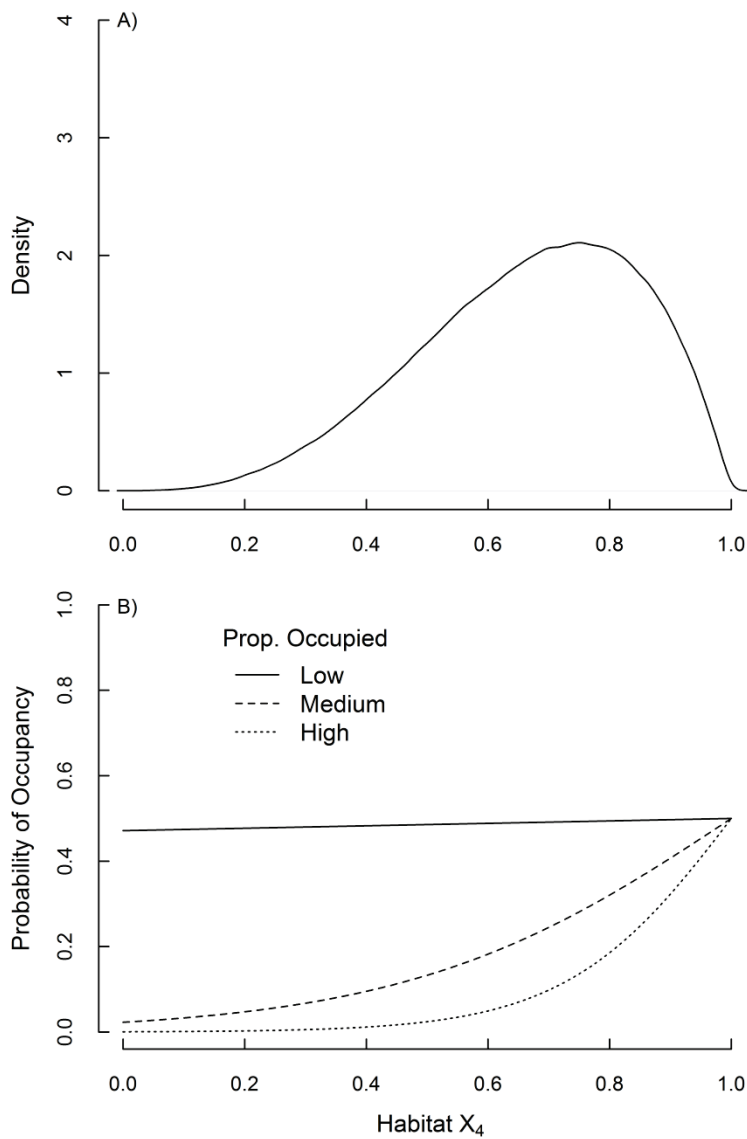 A)
4
3
2
1
0
Density
0.0 0.2 0.4 0.6 0.8 1.0
B)
1.0
0.8
0.6
0.4
0.2
0.0
Probability of Occupancy
Prop. Occupied
Low
Medium
High
0.0 0.2 0.4 0.6 0.8 1.0
Habitat X₄